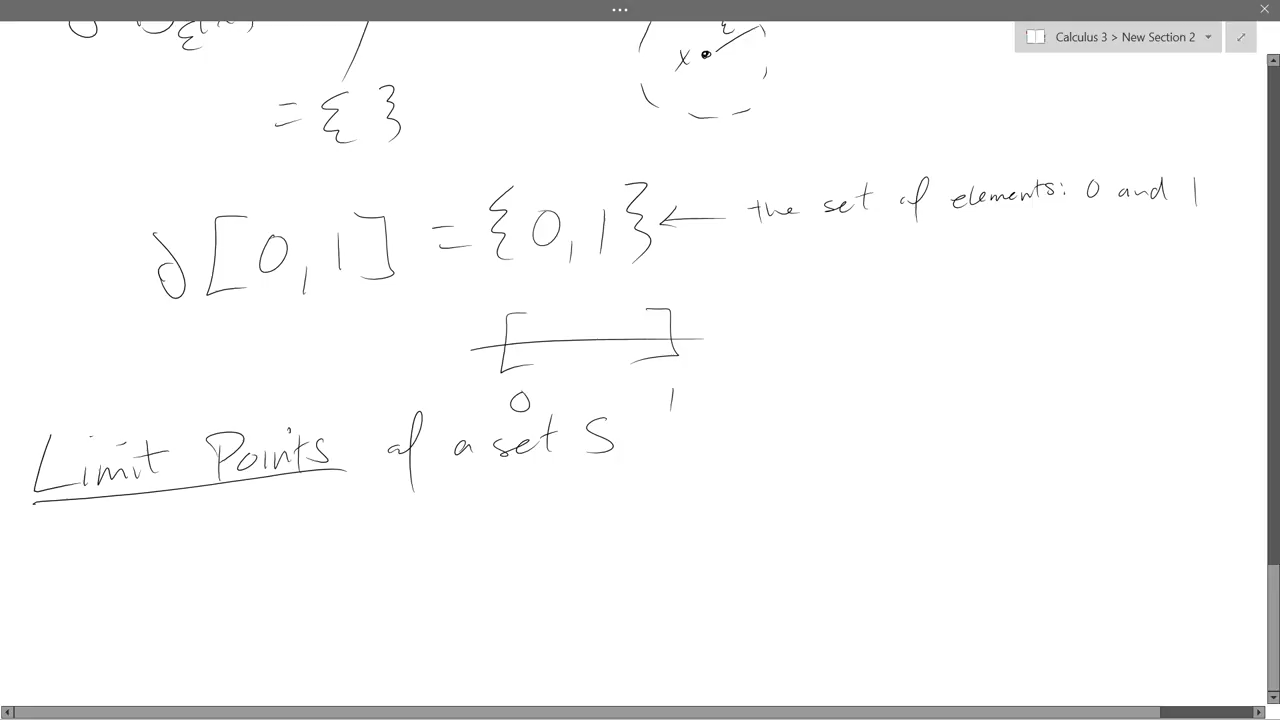 Calculus 3 > New Section 2
ε
x
= { }
∂[0,1] = {0,1} ← the set of elements: 0 and 1
[ ]
0 1
Limit Points of a set S